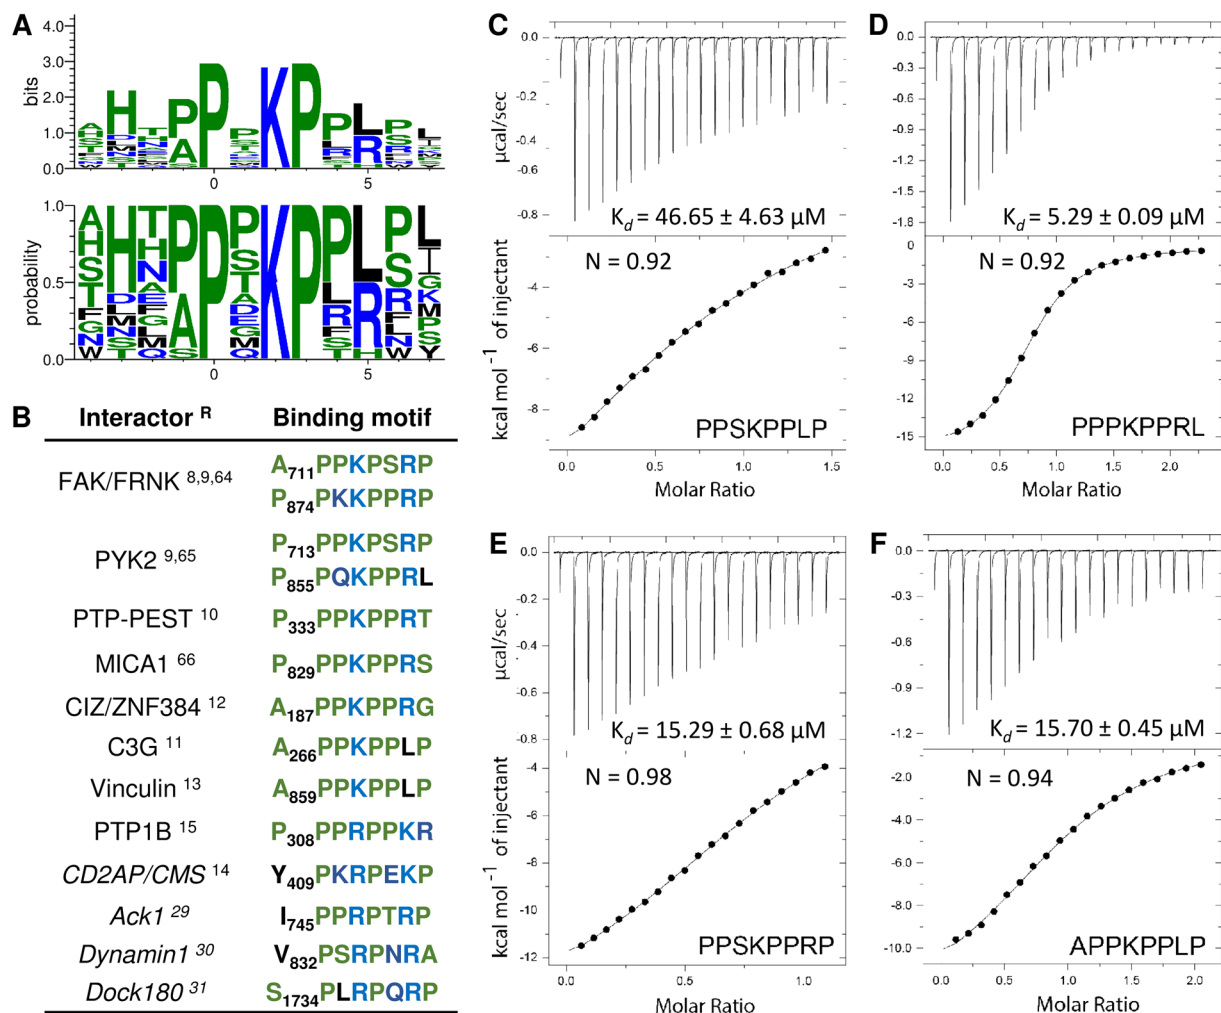 A
4.0
3.0
bits
2.0
1.0
0.0
0
5
1.0
probability
0.5
0.0
0
5
B
Interactor R
Binding motif
FAK/FRNK 8,9,64
A711PPKPSRP
P874PKKPPRP
PYK2 9,65
P713PPKPSRP
P855PQKPPRL
PTP-PEST 10
P333PPKPPRT
MICA1 66
P829PPKPPRS
CIZ/ZNF384 12
A187PPKPPRG
C3G 11
A266PPKPPLP
Vinculin 13
A859PPKPPLP
PTP1B 15
P308PPRPPKR
CD2AP/CMS 14
Y409PKRPEKP
Ack1 29
I745PPRPTRP
Dynamin1 30
V832PSRPNRA
Dock180 31
S1734PLRPQRP
C
0.0
-0.2
µcal/sec
-0.4
-0.6
-0.8
Kd = 46.65 ± 4.63 µM
N = 0.92
-4
kcal mol⁻¹ of injectant
-6
-8
PPSKPPLP
0.0
0.5
1.0
1.5
Molar Ratio
D
0.0
-0.3
-0.6
-0.9
-1.2
-1.5
-1.8
Kd = 5.29 ± 0.09 µM
0
N = 0.92
-3
-6
-9
-12
-15
PPPKPPRL
0.0
0.5
1.0
1.5
2.0
Molar Ratio
E
0.0
-0.2
µcal/sec
-0.4
-0.6
-0.8
Kd = 15.29 ± 0.68 µM
-4
N = 0.98
-6
kcal mol⁻¹ of injectant
-8
-10
-12
PPSKPPRP
0.0
0.5
1.0
Molar Ratio
F
0.0
-0.3
-0.6
-0.9
-1.2
Kd = 15.70 ± 0.45 µM
N = 0.94
-2.0
-4.0
-6.0
-8.0
-10.0
APPKPPLP
0.0
0.5
1.0
1.5
2.0
Molar Ratio